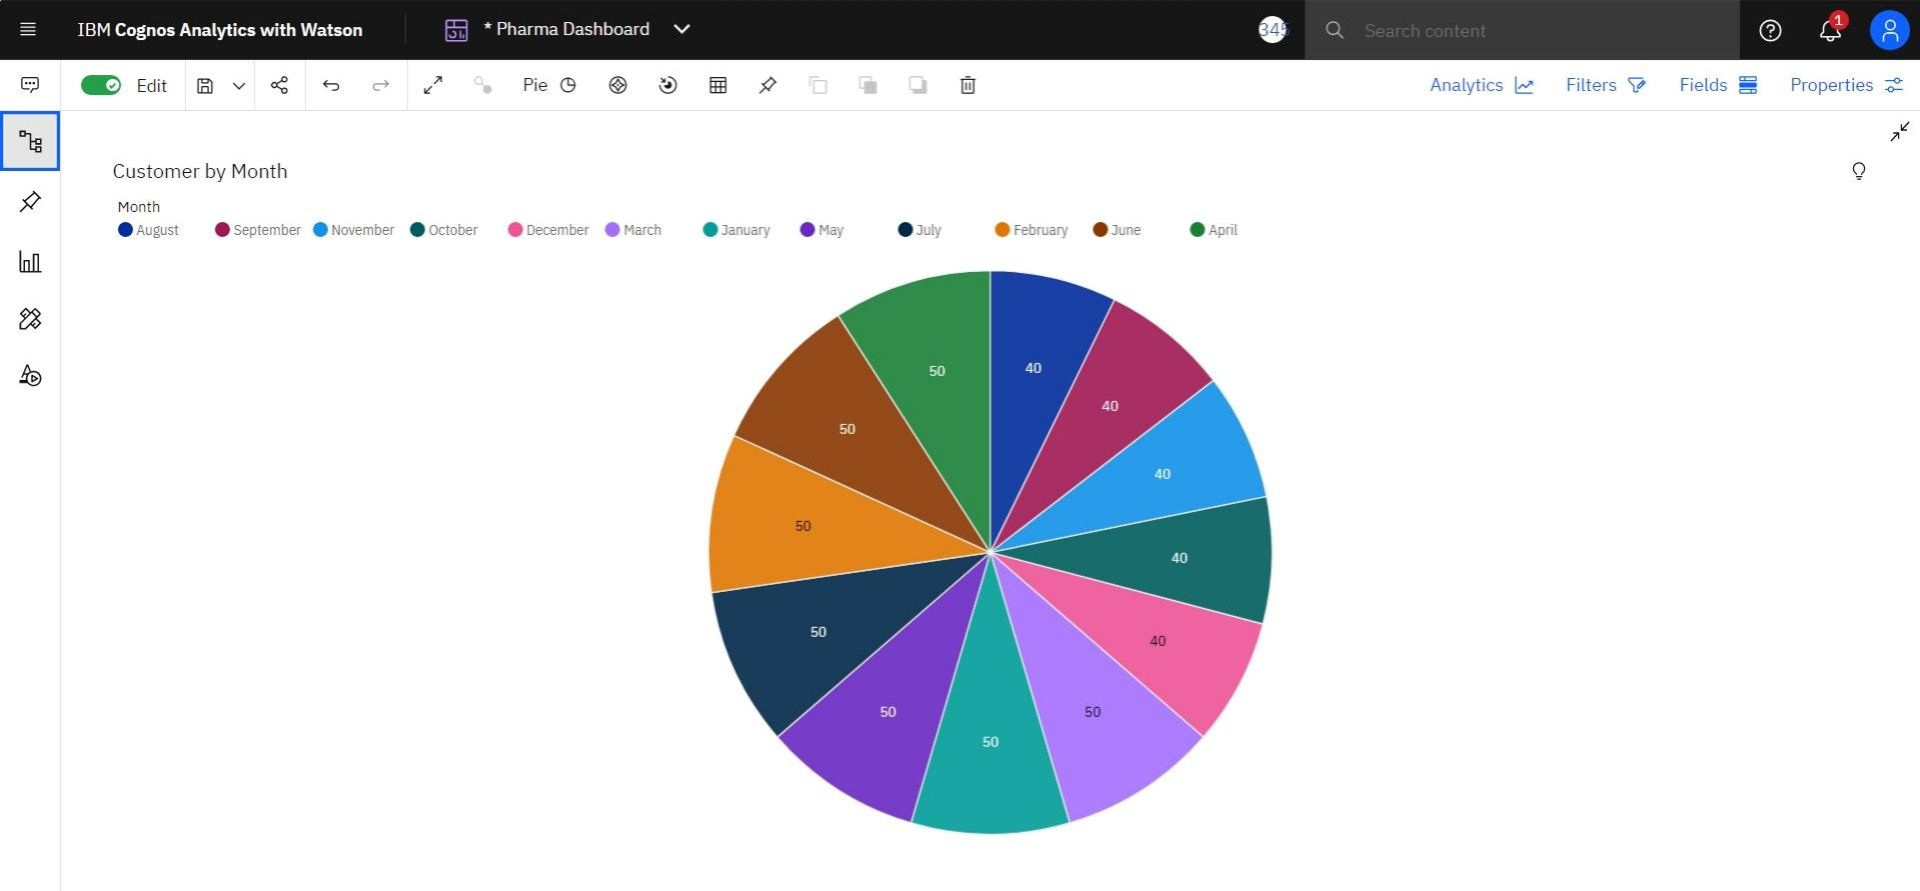 IBM Cognos Analytics with Watson
* Pharma Dashboard
345
Search content
1
Edit
Pie
Analytics
Filters
Fields
Properties
Customer by Month
Month
August September November October December March January May July February June April
50 40
40
50
40
50
40
50
40
50 50
50